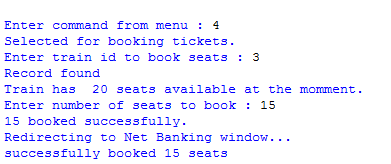 Enter command from menu : 4
Selected for booking tickets.
Enter train id to book seats : 3
Record found
Train has  20 seats available at the momment.
Enter number of seats to book : 15
15 booked successfully.
Redirecting to Net Banking window...
successfully booked 15 seats